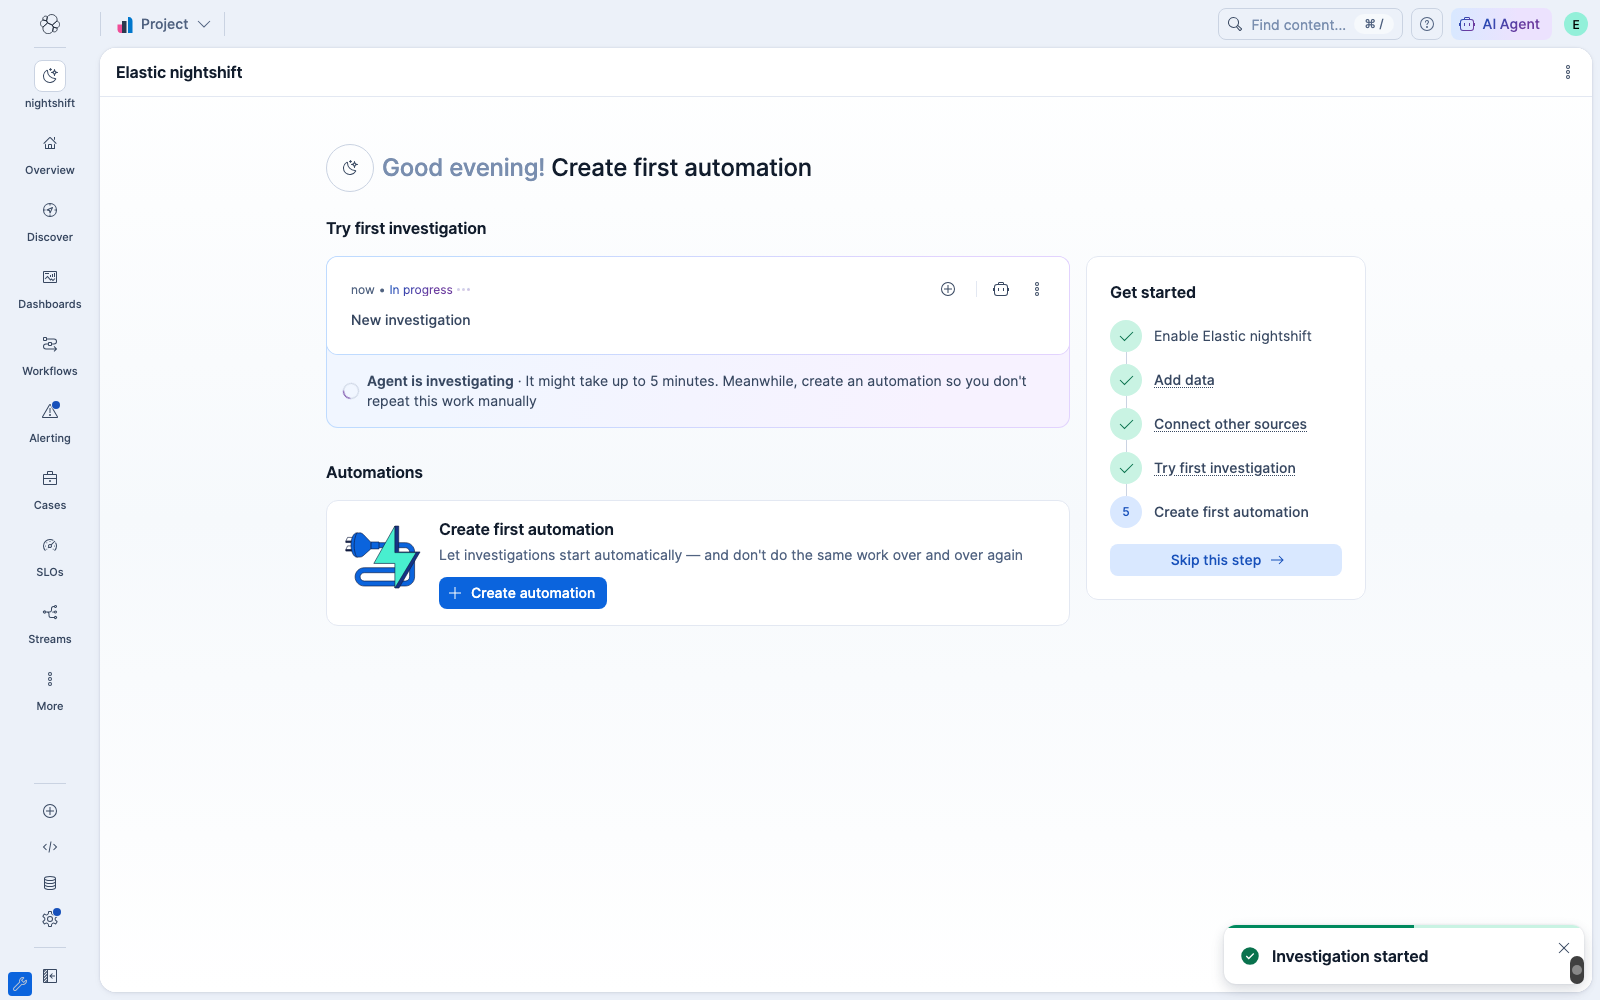 Project
Find content...
⌘ /
AI Agent
E
nightshift
Overview
Discover
Dashboards
Workflows
Alerting
Cases
SLOs
Streams
More
Elastic nightshift
Good evening! Create first automation
Try first investigation
now • In progress
New investigation
Agent is investigating · It might take up to 5 minutes. Meanwhile, create an automation so you don't
repeat this work manually
Automations
Create first automation
Let investigations start automatically — and don't do the same work over and over again
Create automation
Get started
Enable Elastic nightshift
Add data
Connect other sources
Try first investigation
5 Create first automation
Skip this step
Investigation started